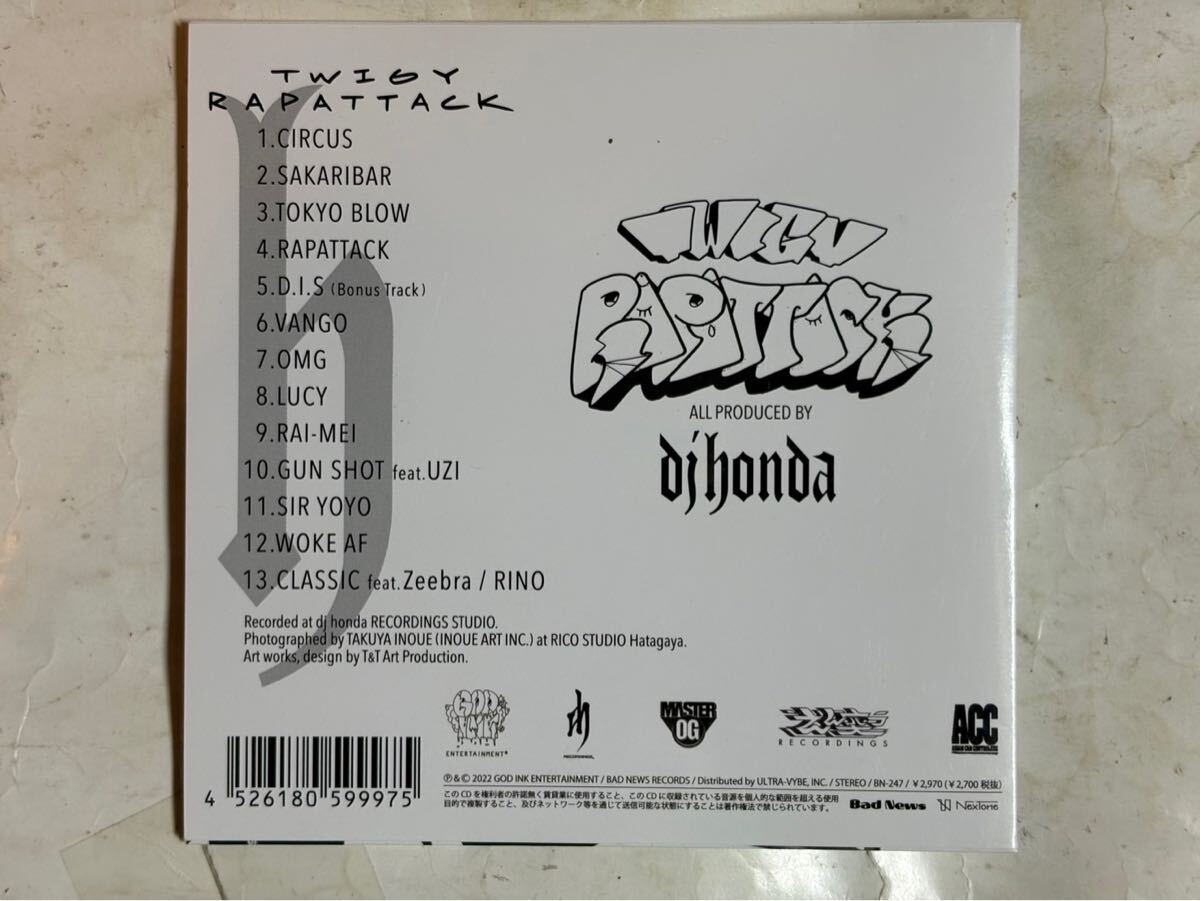 TWIGY
RAPATTACK
1.CIRCUS
2.SAKARIBAR
3.TOKYO BLOW
4.RAPATTACK
5.D.I.S (Bonus Track)
6.VANGO
7.OMG
8.LUCY
9.RAI-MEI
10.GUN SHOT feat.UZI
11.SIR YOYO
12.WOKE AF
13.CLASSIC feat.Zeebra / RINO
Recorded at dj honda RECORDINGS STUDIO.
Photographed by TAKUYA INOUE (INOUE ART INC.) at RICO STUDIO Hatagaya.
Art works, design by T&T Art Production.
TWIGY
RAPATTACK
ALL PRODUCED BY
dj honda
h
GOD INK
ENTERTAINMENT
h
RECORDINGS
MASTER
OG
RECORDINGS
ACC
4 526180 599975
℗ & © 2022 GOD INK ENTERTAINMENT / BAD NEWS RECORDS / Distributed by ULTRA-VYBE, INC. / STEREO / BN-247 / ¥2,970 (¥2,700 税抜)
このCDを権利者の許諾無く賃貸業に使用すること、このCDに収録されている音源を個人的な範囲を超える使用
目的で複製すること、及びネットワーク等を通じて送信可能な状態にすることは著作権法で禁じられています。
Bad News
NexTone